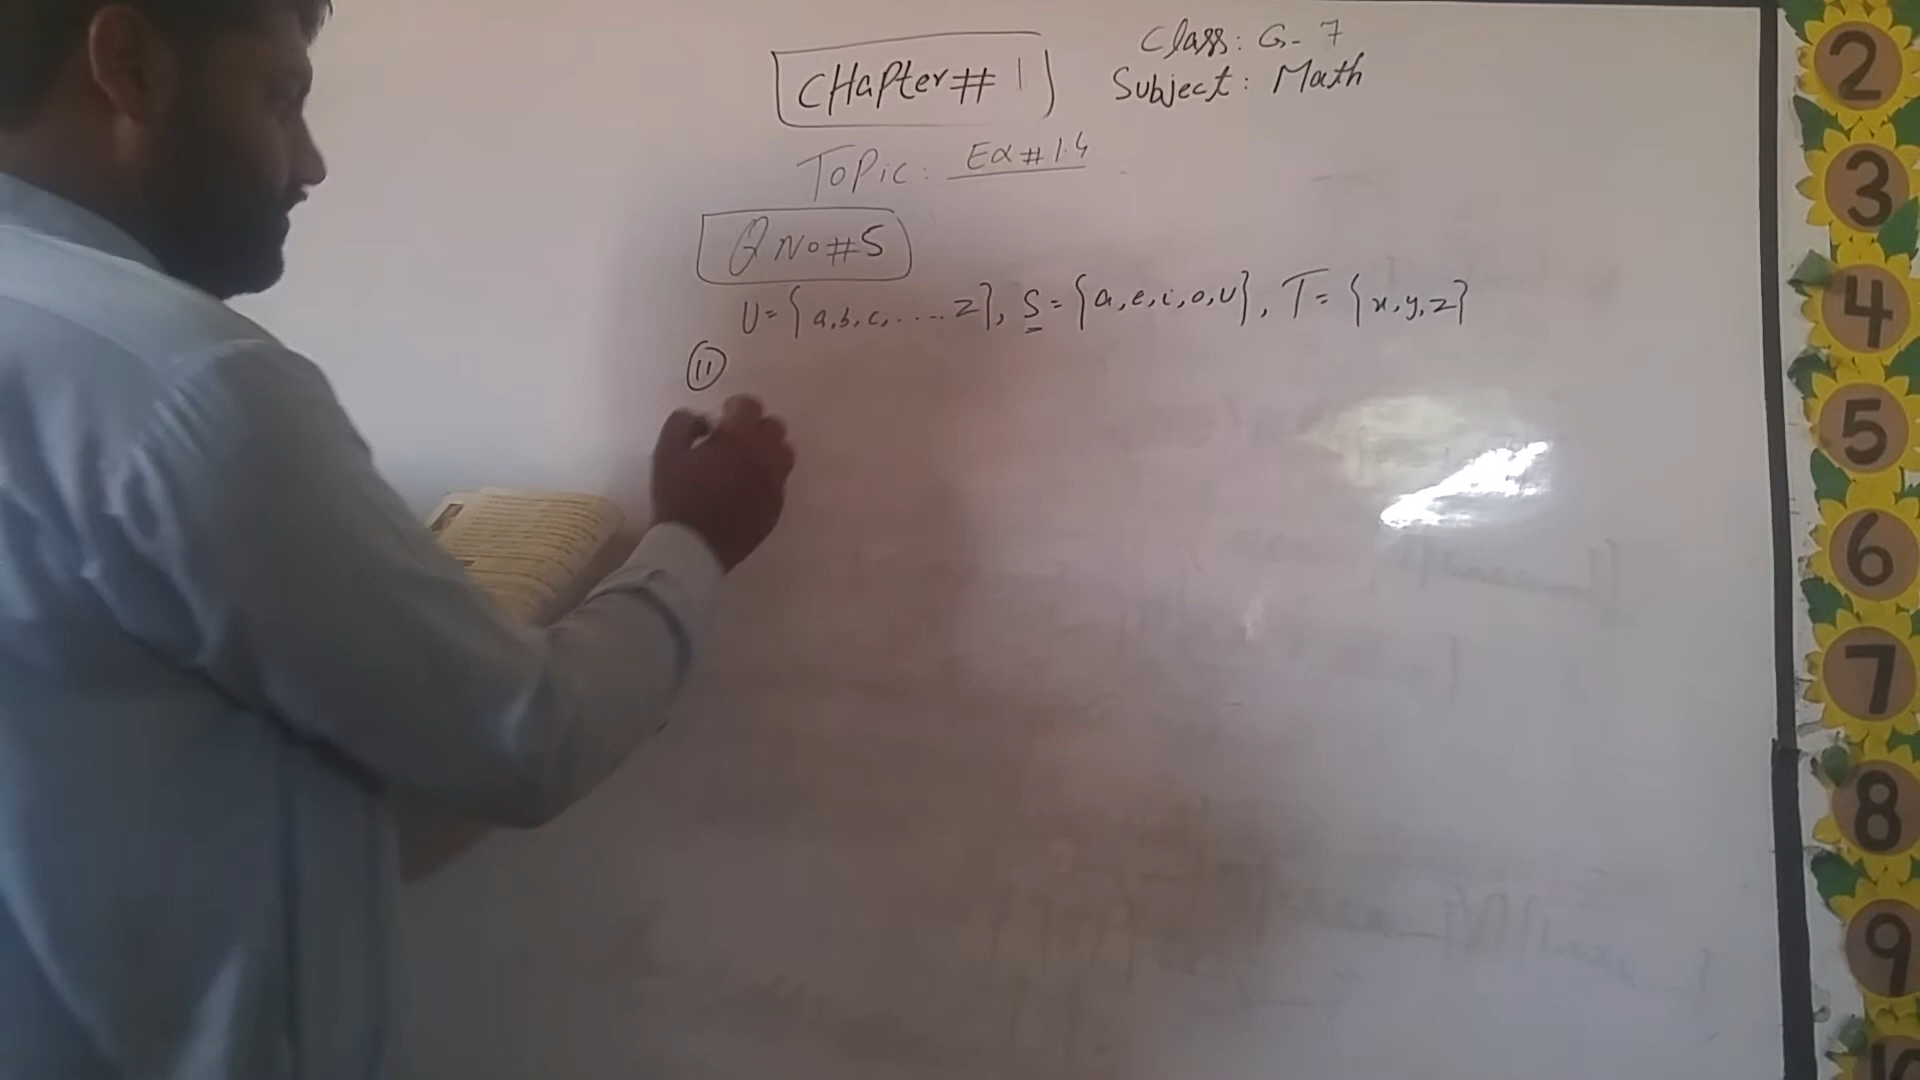 Class: G- 7
CHaPter# 1
Subject: Math
ToPic: Ex#1.4
Q No#5
U={a,b,c,....z}, S={a,e,i,o,u}, T={x,y,z}
(ii)
2
3
4
5
6
7
8
9
10